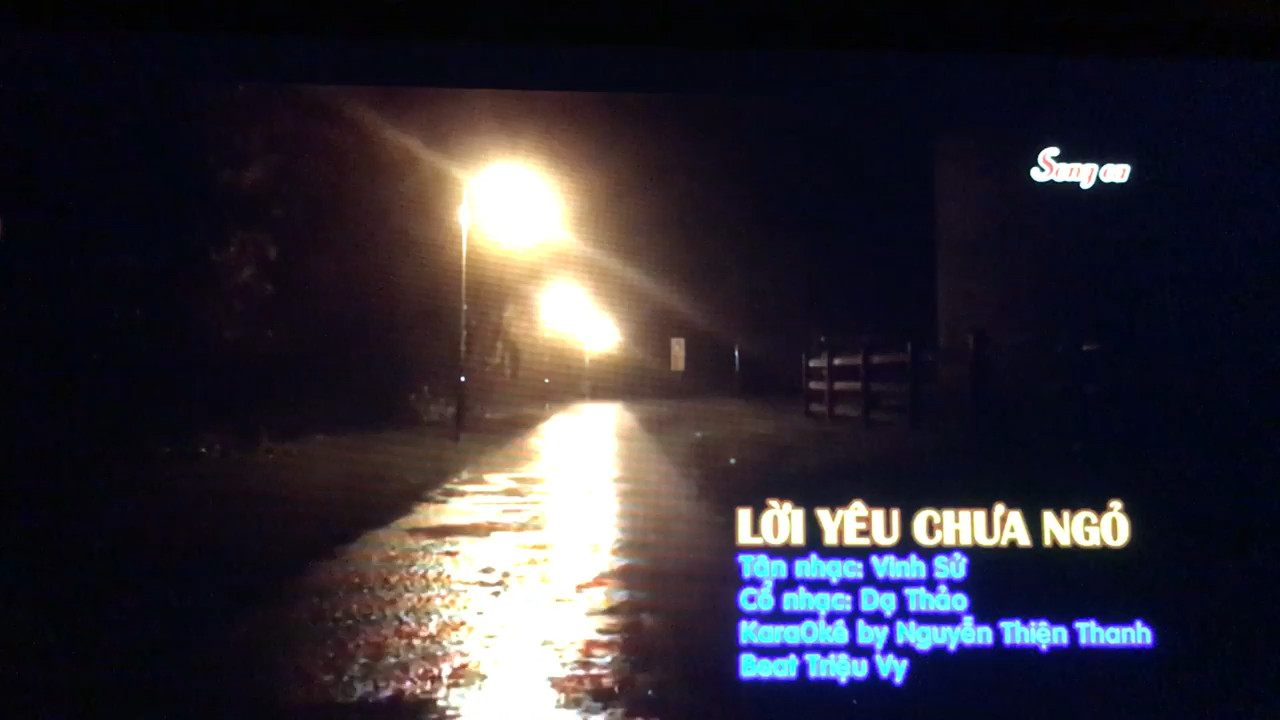 Song ca
LỜI YÊU CHƯA NGỎ
Tân nhạc: Vinh Sử
Cổ nhạc: Dạ Thảo
KaraOké by Nguyễn Thiện Thanh
Beat Triệu Vy